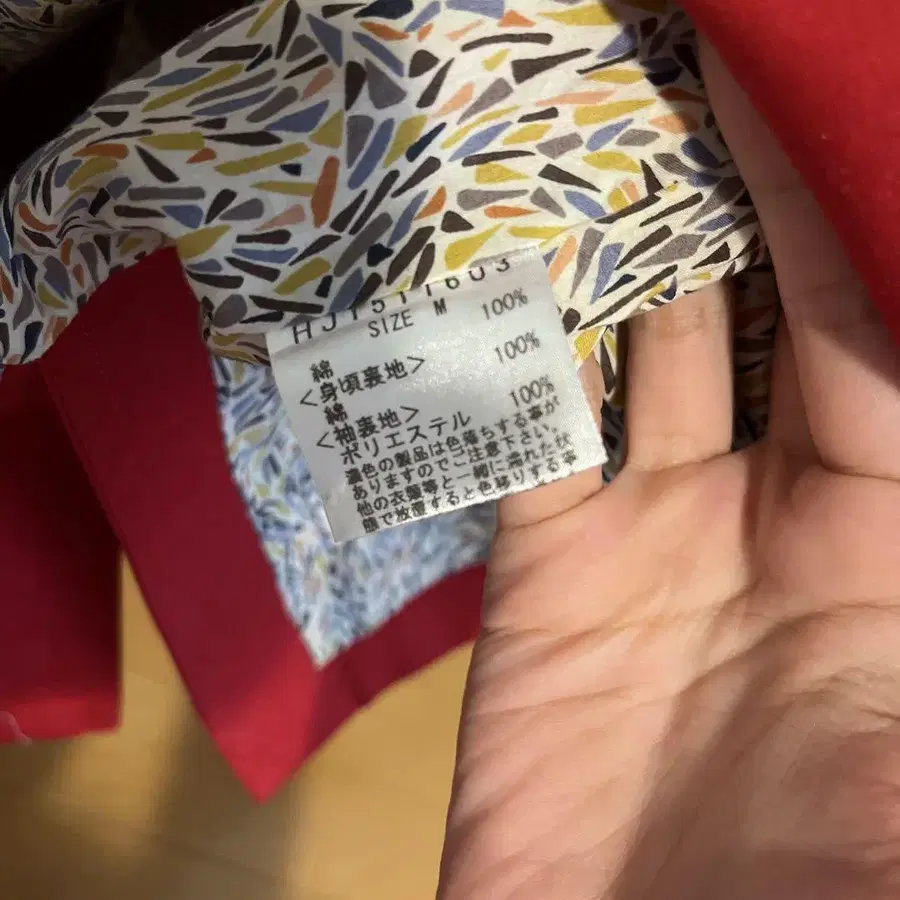 HJ1511603
SIZE M
綿 100%
<身頃裏地>
綿 100%
<袖裏地>
ポリエステル 100%
濃色の製品は色落ちする事が
ありますのでご注意下さい。
他の衣類等と一緒に濡れた状
態で放置すると色移りする事